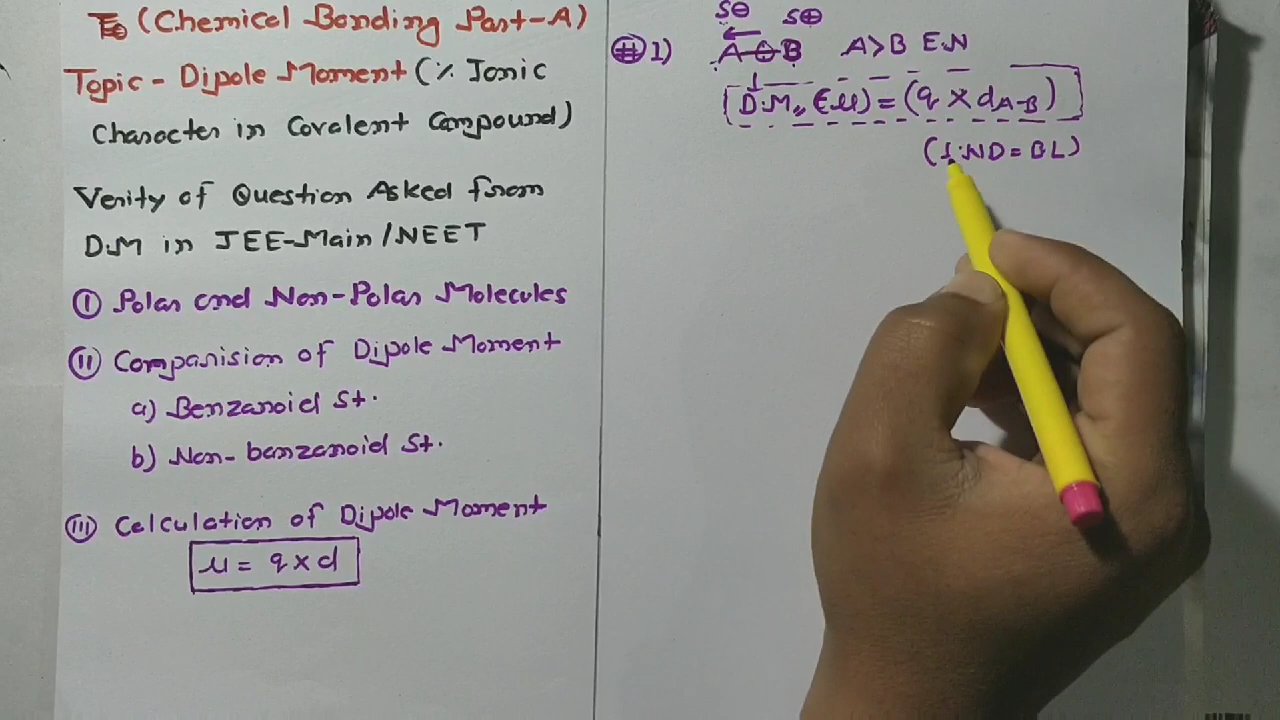 (Chemical Bonding Part-A)
Topic - Dipole Moment (% Ionic
Character in Covalent Compound)
Verity of Question Asked from
D.M in JEE-Main/NEET
(I) Polar and Non-Polar Molecules
(II) Comparision of Dipole Moment
a) Benzanoid St.
b) Non-banzanoid St.
(III) Calculation of Dipole Moment
μ = q × d
δ⊖ δ⊕
# 1) A B A > B E.N
(D.M., μ) = (q × dA-B)
(I.ND = BL)